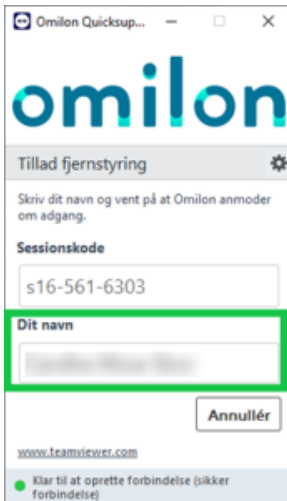 Omilon Quicksup...
omilon
Tillad fjernstyring
Skriv dit navn og vent på at Omilon anmoder
om adgang.
Sessionskode
s16-561-6303
Dit navn
Annullér
www.teamviewer.com
Klar til at oprette forbindelse (sikker
forbindelse)